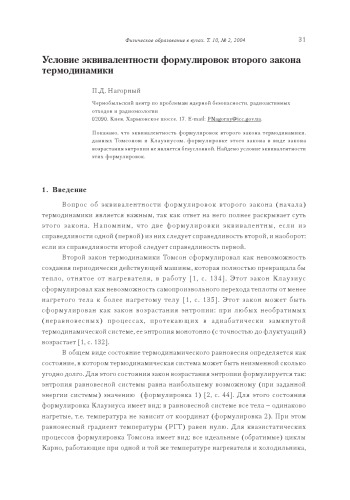 Физическое образование в вузах. Т. 10, № 2, 2004
31
Условие эквивалентности формулировок второго закона
термодинамики
П.Д. Нагорный
Чернобыльский центр по проблемам ядерной безопасности, радиоактивных
отходов и радиоэкологии
02090, Киев, Харьковское шоссе, 17. E-mail: PNagorny@icc.gov.ua
Показано, что эквивалентность формулировок второго закона термодинамики,
данных Томсоном и Клаузиусом, формулировке этого закона в виде закона
возрастания энтропии не является безусловной. Найдено условие эквивалентности
этих формулировок.
1. Введение
Вопрос об эквивалентности формулировок второго закона (начала)
термодинамики является важным, так как ответ на него полнее раскрывает суть
этого закона. Напомним, что две формулировки эквивалентны, если из
справедливости одной (первой) из них следует справедливость второй, и наоборот:
если из справедливости второй следует справедливость первой.
Второй закон термодинамики Томсон сформулировал как невозможность
создания периодически действующей машины, которая полностью превращала бы
тепло, отнятое от нагревателя, в работу [1, с. 134]. Этот закон Клаузиус
сформулировал как невозможность самопроизвольного перехода теплоты от менее
нагретого тела к более нагретому телу [1, с. 135]. Этот закон может быть
сформулирован как закон возрастания энтропии: при любых необратимых
(неравновесных) процессах, протекающих в адиабатически замкнутой
термодинамической системе, ее энтропия монотонно (с точностью до флуктуаций)
возрастает [1, с. 132].
В общем виде состояние термодинамического равновесия определяется как
состояние, в котором термодинамическая система может быть неизменной сколько
угодно долго. Для этого состояния закон возрастания энтропии формулируется так:
энтропия равновесной системы равна наибольшему возможному (при заданной
энергии системы) значению (формулировка 1) [2, с. 44]. Для этого состояния
формулировка Клаузиуса имеет вид: в равновесной системе все тела – одинаково
нагретые, т.е. температура не зависит от координат (формулировка 2). При этом
равновесный градиент температуры (РГТ) равен нулю. Для квазистатических
процессов формулировка Томсона имеет вид: все идеальные (обратимые) циклы
Карно, работающие при одной и той же температуре нагревателя и холодильника,